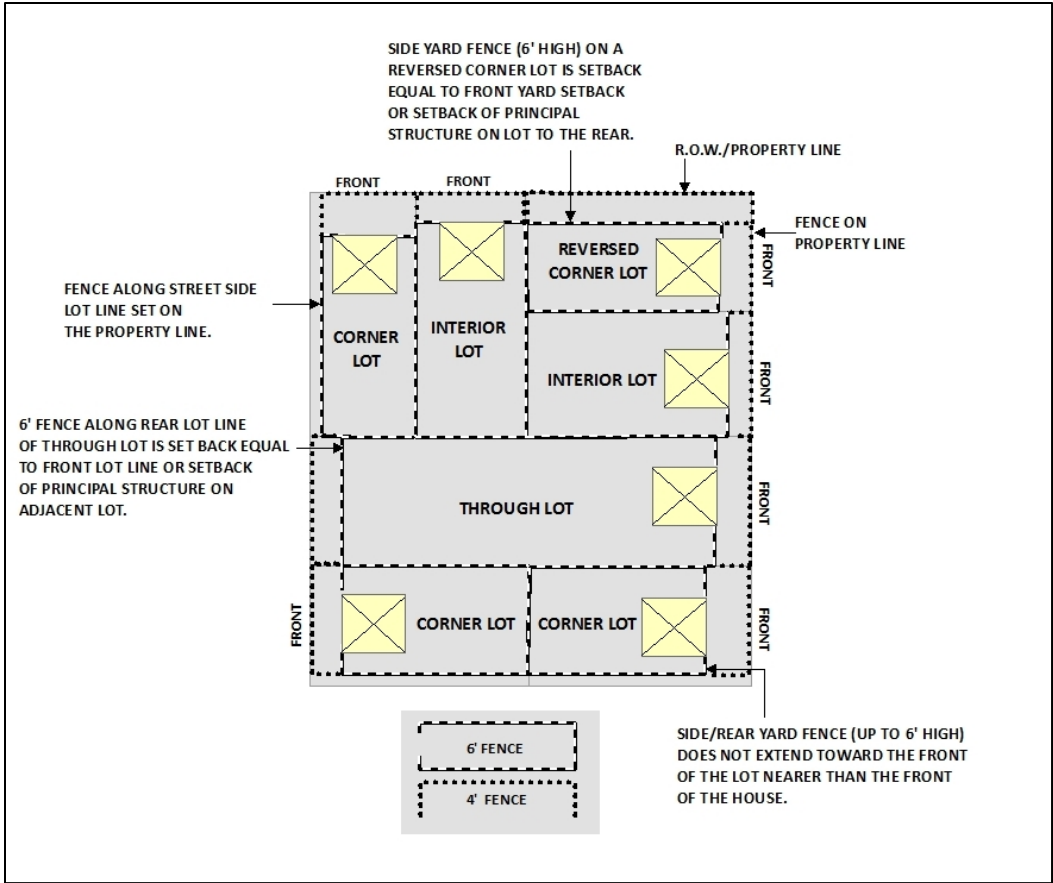 SIDE YARD FENCE (6' HIGH) ON A
REVERSED CORNER LOT IS SETBACK
EQUAL TO FRONT YARD SETBACK
OR SETBACK OF PRINCIPAL
STRUCTURE ON LOT TO THE REAR.
R.O.W./PROPERTY LINE
FRONT
FRONT
FENCE ON
PROPERTY LINE
REVERSED
CORNER LOT
FRONT
FENCE ALONG STREET SIDE
LOT LINE SET ON
THE PROPERTY LINE.
CORNER
LOT
INTERIOR
LOT
INTERIOR LOT
FRONT
6' FENCE ALONG REAR LOT LINE
OF THROUGH LOT IS SET BACK EQUAL
TO FRONT LOT LINE OR SETBACK
OF PRINCIPAL STRUCTURE ON
ADJACENT LOT.
THROUGH LOT
FRONT
FRONT
CORNER LOT
CORNER LOT
FRONT
SIDE/REAR YARD FENCE (UP TO 6' HIGH)
DOES NOT EXTEND TOWARD THE FRONT
OF THE LOT NEARER THAN THE FRONT
OF THE HOUSE.
6' FENCE
4' FENCE